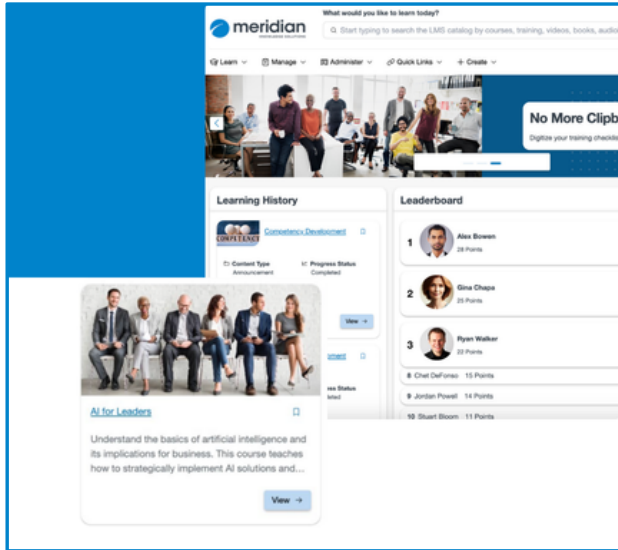 meridian
KNOWLEDGE SOLUTIONS
What would you like to learn today?
Start typing to search the LMS catalog by courses, training, videos, books, audio
Learn
Manage
Administer
Quick Links
Create
No More Clipb
Digitize your training checklis
Learning History
Leaderboard
COMPETENCE
Competency Development
Content Type
Progress Status
Announcement
Completed
View →
1 Alex Bowen
28 Points
2 Gina Chapa
25 Points
3 Ryan Walker
22 Points
8 Chet DeFonso 15 Points
9 Jordan Powell 14 Points
10 Stuart Bloom 11 Points
AI for Leaders
Understand the basics of artificial intelligence and
its implications for business. This course teaches
how to strategically implement AI solutions and...
View →